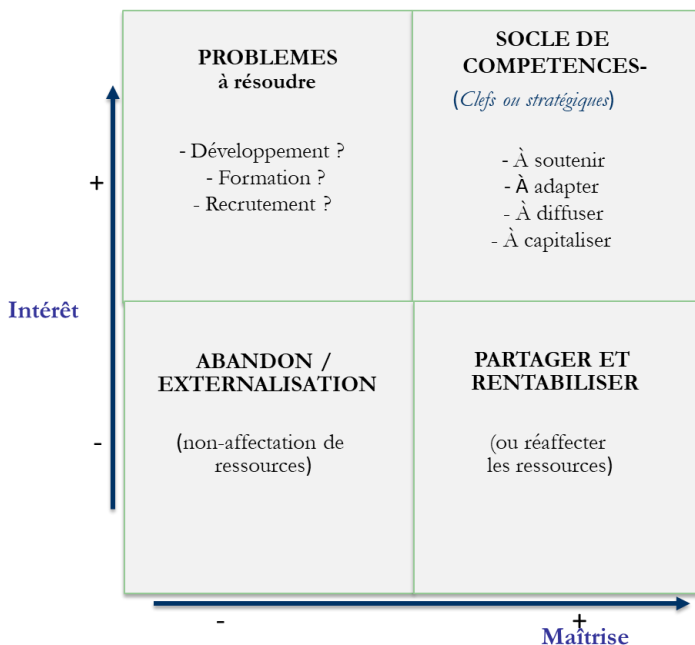 PROBLEMES
à résoudre
- Développement ?
- Formation ?
- Recrutement ?
SOCLE DE
COMPETENCES-
(Clefs ou stratégiques)
- À soutenir
- À adapter
- À diffuser
- À capitaliser
+
Intérêt
-
ABANDON /
EXTERNALISATION
(non-affectation de
ressources)
PARTAGER ET
RENTABILISER
(ou réaffecter
les ressources)
-
+
Maîtrise